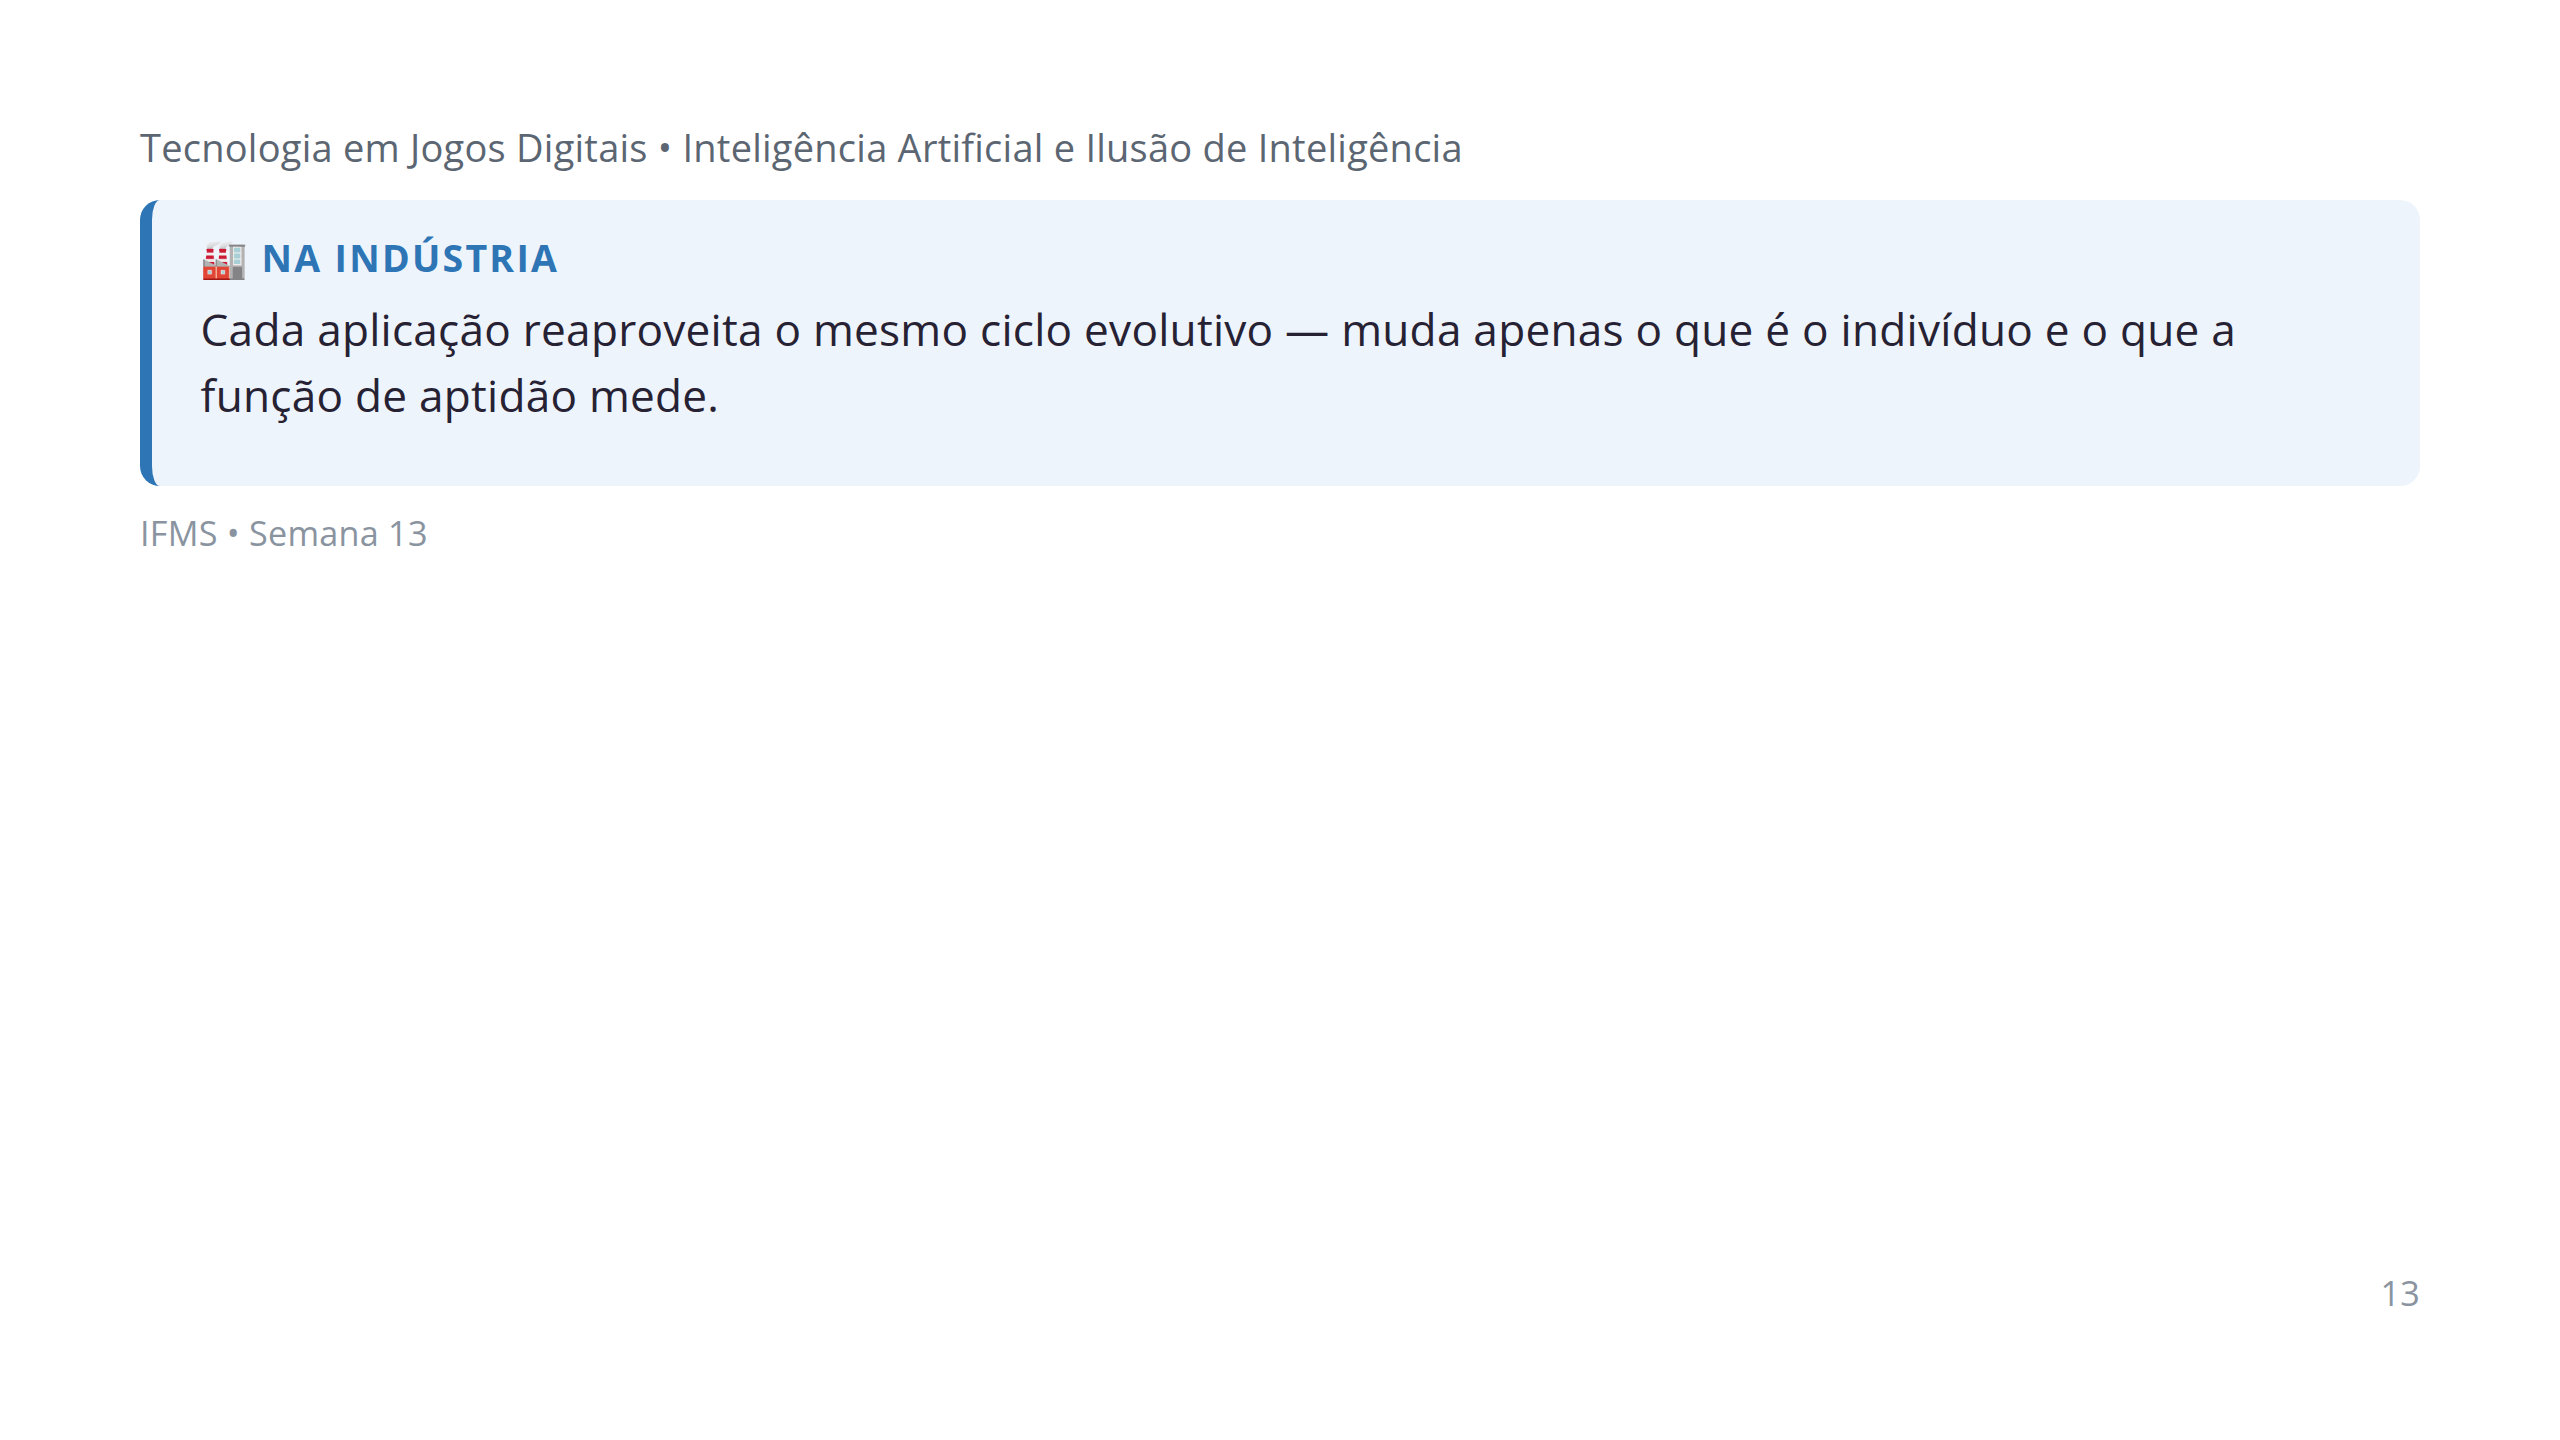 Tecnologia em Jogos Digitais • Inteligência Artificial e Ilusão de Inteligência
🏭 NA INDÚSTRIA
Cada aplicação reaproveita o mesmo ciclo evolutivo — muda apenas o que é o indivíduo e o que a
função de aptidão mede.
IFMS • Semana 13
13